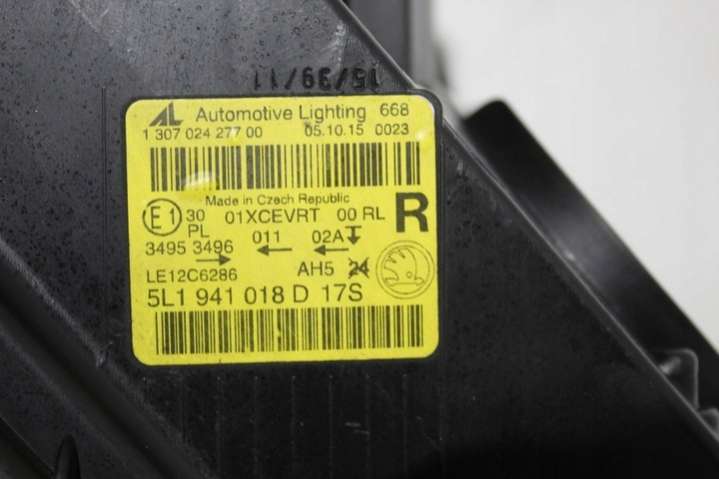 15/39/11
AL Automotive Lighting 668
1 307 024 277 00 05.10.15 0023
Made in Czech Republic
E1 30 01XCEVRT 00 RL R
PL
3495 3496 011 02A
LE12C6286 AH5 24
5L1 941 018 D 17S